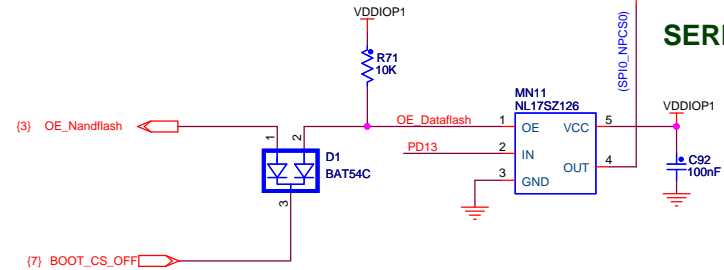 VDDIOP1
SERI
(SPI0_NPCS0)
R71
10K
MN11
NL17SZ126
VDDIOP1
{3} OE_Nandflash
OE_Dataflash
1 OE VCC 5
PD13
2 IN
OUT 4
3 GND
C92
100nF
1
2
D1
BAT54C
3
{7} BOOT_CS_OFF